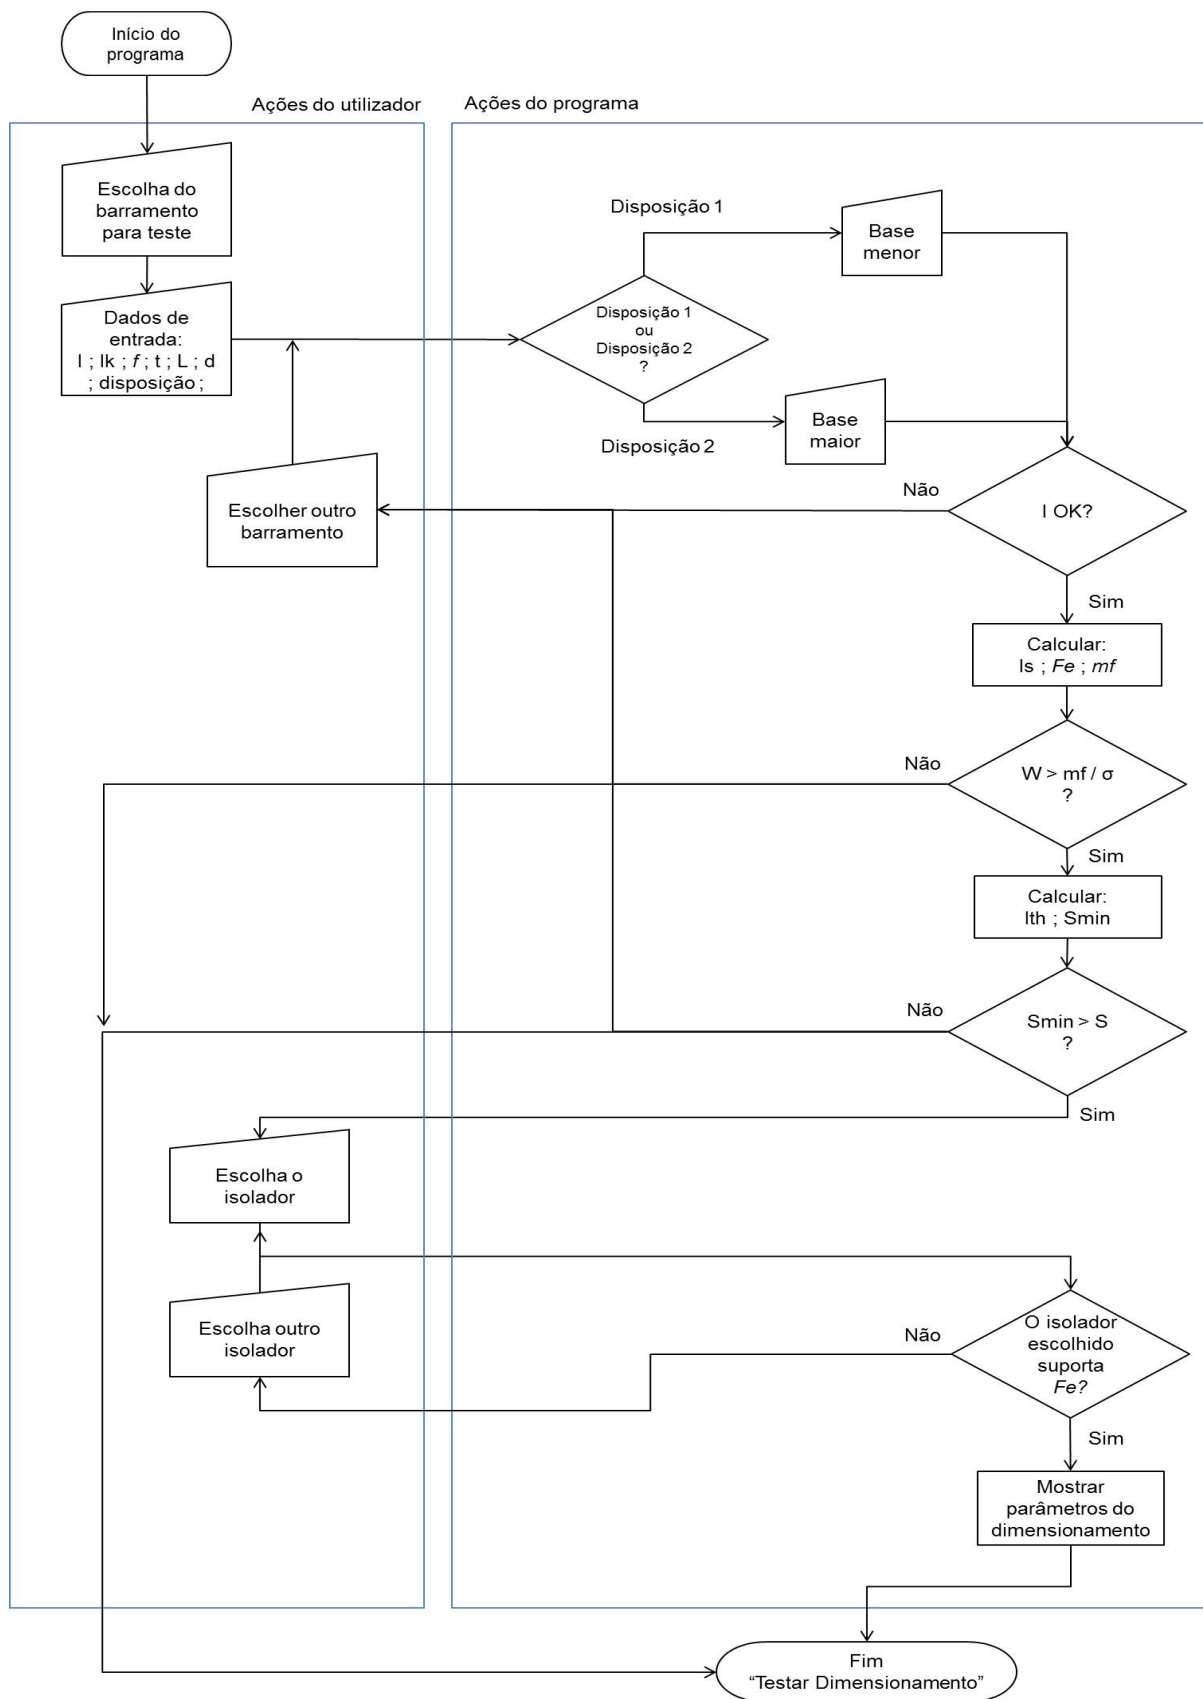 Início do
programa
Ações do utilizador
Ações do programa
Escolha do
barramento
para teste
Dados de
entrada:
I ; Ik ; f ; t ; L ; d
; disposição ;
Disposição 1
Base
menor
Disposição 1
ou
Disposição 2
?
Disposição 2
Base
maior
Escolher outro
barramento
Não
I OK?
Sim
Calcular:
Is ; Fe ; mf
Não
W > mf / σ
?
Sim
Calcular:
Ith ; Smin
Não
Smin > S
?
Sim
Escolha o
isolador
Escolha outro
isolador
Não
O isolador
escolhido
suporta
Fe?
Sim
Mostrar
parâmetros do
dimensionamento
Fim
“Testar Dimensionamento”